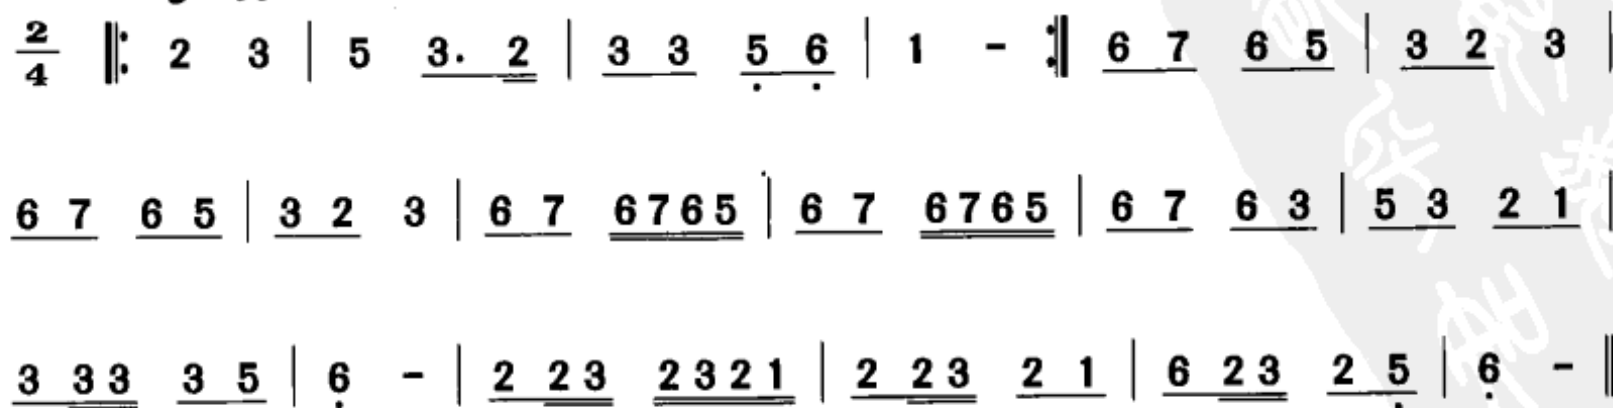 2/4 ‖: 2 3 | 5 3. 2 | 3 3 5̣ 6̣ | 1 - :‖ 6 7 6 5 | 3 2 3 |
6 7 6 5 | 3 2 3 | 6 7 6765 | 6 7 6765 | 6 7 6 3 | 5 3 2 1 |
3 33 3 5 | 6̣ - | 2 23 2321 | 2 23 2 1 | 6 23 2 5̣ | 6̣ - ‖